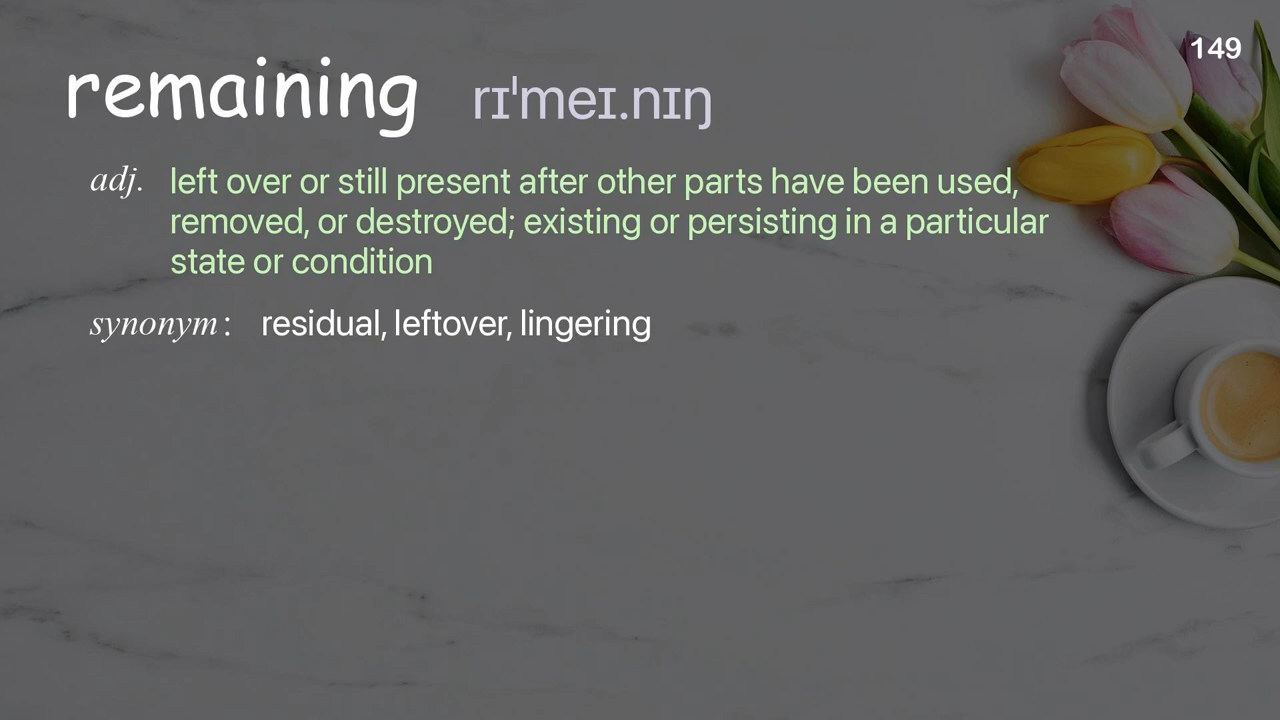 149
remaining rɪˈmeɪ.nɪŋ
adj. left over or still present after other parts have been used,
removed, or destroyed; existing or persisting in a particular
state or condition
synonym: residual, leftover, lingering